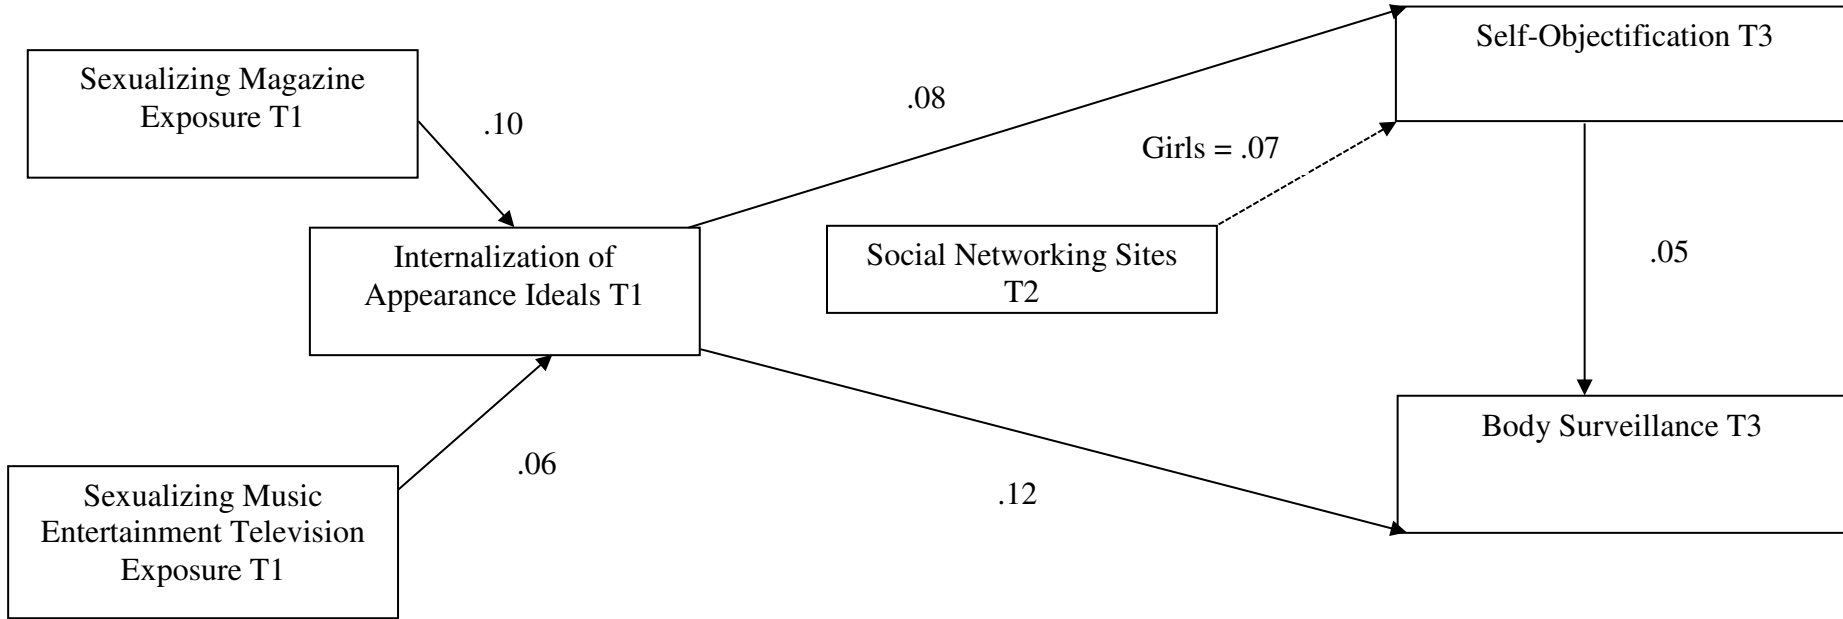 Self-Objectification T3
Sexualizing Magazine
Exposure T1
.10
.08
Girls = .07
Internalization of
Appearance Ideals T1
Social Networking Sites
T2
.05
Body Surveillance T3
.06
.12
Sexualizing Music
Entertainment Television
Exposure T1